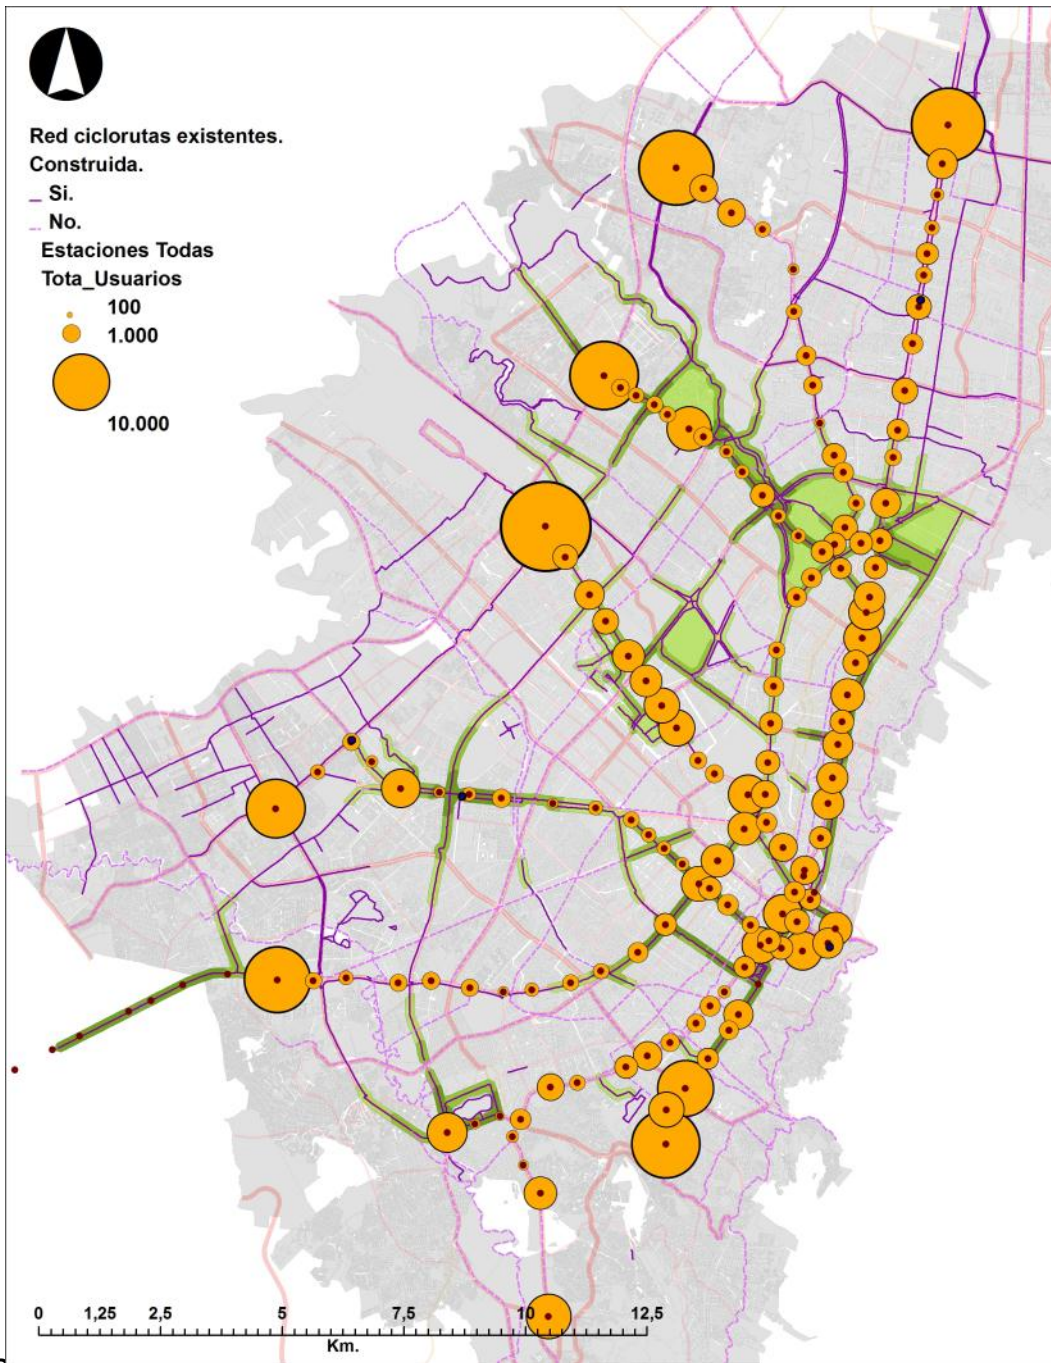 Red ciclorutas existentes.
Construida.
Si.
No.
Estaciones Todas
Tota_Usuarios
100
1.000
10.000
0 1,25 2,5 5 7,5 10 12,5
Km.